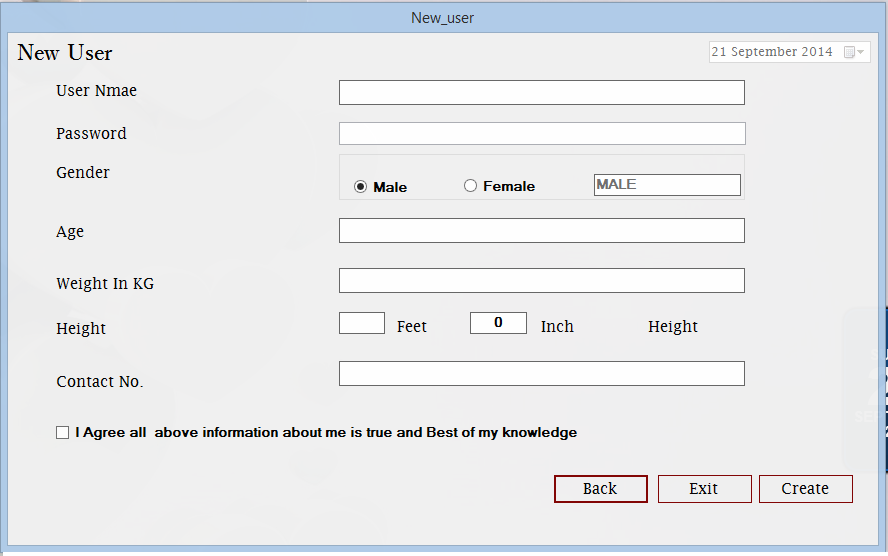 New_user
New User
21 September 2014
User Nmae
Password
Gender
Male
Female
MALE
Age
Weight In KG
Height
Feet
0
Inch
Height
Contact No.
I Agree all  above information about me is true and Best of my knowledge
Back
Exit
Create